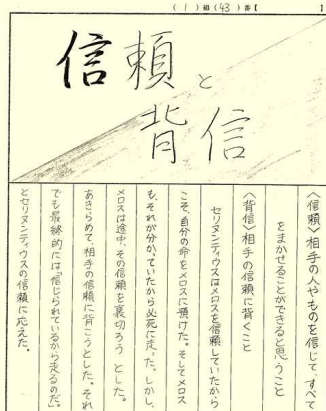 （1）組（43）番【 】
信頼と
背信
〈信頼〉相手の人やものを信じて、すべて
をまかせることができると思うこと
〈背信〉相手の信頼に背くこと
セリヌンティウスはメロスを信頼していたから
こそ、自分の命をメロスに預けた。そしてメロス
も、それが分かっていたから必死に走った。しかし、
メロスは途中、その信頼を裏切ろうとした。
あきらめて、相手の信頼に背こうとした。それ
でも最終的には「信じられているから走るのだ」。
とセリヌンティウスの信頼に応えた。